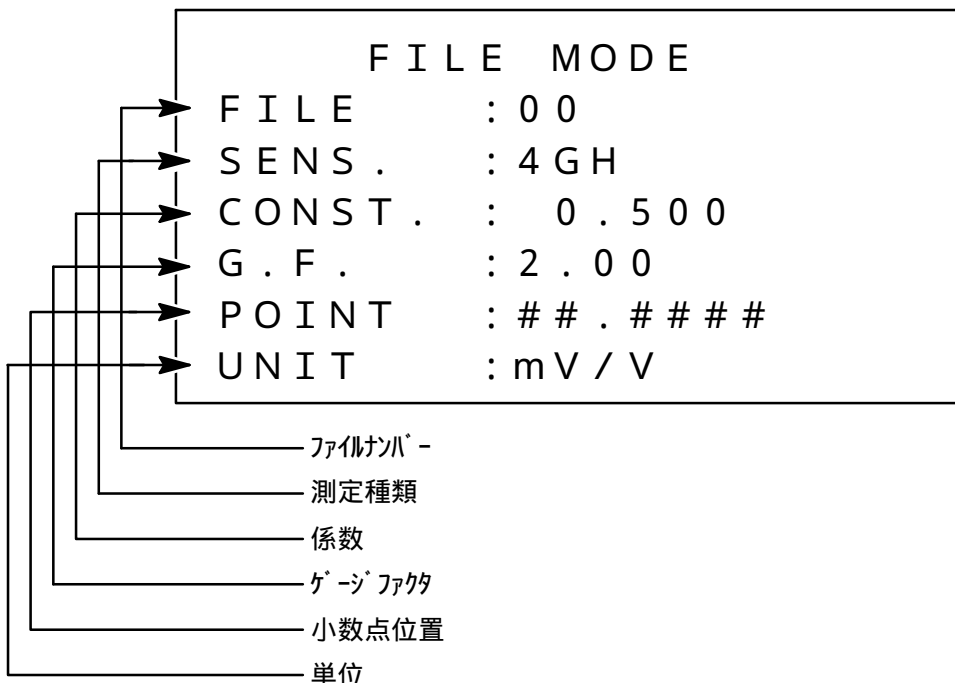 FILE MODE
FILE :00
SENS. :4GH
CONST. : 0.500
G.F. :2.00
POINT :##.####
UNIT :mV/V
ﾌｧｲﾙﾅﾝﾊﾞｰ
測定種類
係数
ｹﾞｰｼﾞﾌｧｸﾀ
小数点位置
単位